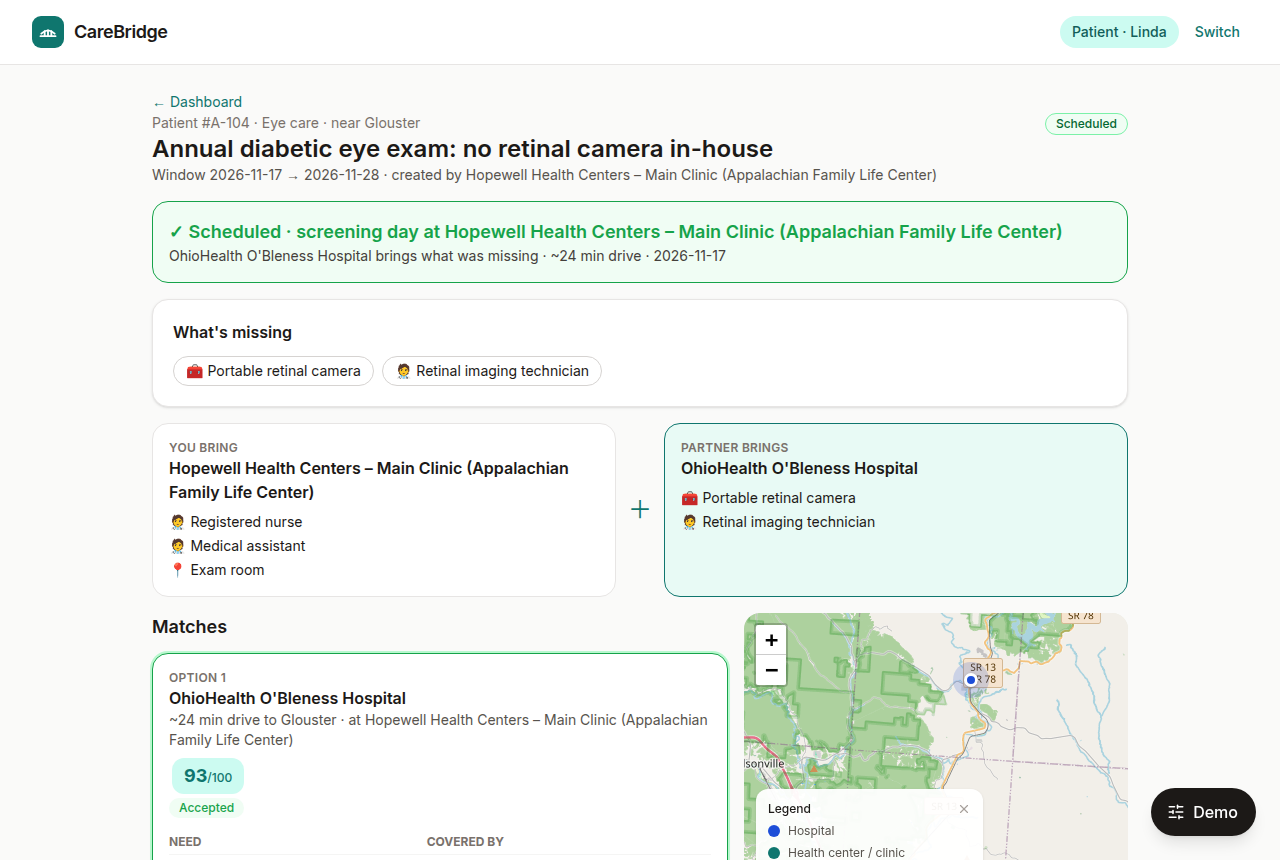 CareBridge
Patient · Linda
Switch
← Dashboard
Patient #A-104 · Eye care · near Glouster
Scheduled
Annual diabetic eye exam: no retinal camera in-house
Window 2026-11-17 → 2026-11-28 · created by Hopewell Health Centers – Main Clinic (Appalachian Family Life Center)
✓ Scheduled · screening day at Hopewell Health Centers – Main Clinic (Appalachian Family Life Center)
OhioHealth O'Bleness Hospital brings what was missing · ~24 min drive · 2026-11-17
What's missing
🧰 Portable retinal camera
🧑‍⚕️ Retinal imaging technician
YOU BRING
Hopewell Health Centers – Main Clinic (Appalachian
Family Life Center)
🧑‍⚕️ Registered nurse
🧑‍⚕️ Medical assistant
📍 Exam room
+
PARTNER BRINGS
OhioHealth O'Bleness Hospital
🧰 Portable retinal camera
🧑‍⚕️ Retinal imaging technician
Matches
OPTION 1
OhioHealth O'Bleness Hospital
~24 min drive to Glouster · at Hopewell Health Centers – Main Clinic (Appalachian
Family Life Center)
93/100
Accepted
NEED
COVERED BY
+
−
SR 78
SR 13
R 78
lsonville
Legend
×
Hospital
Health center / clinic
Demo